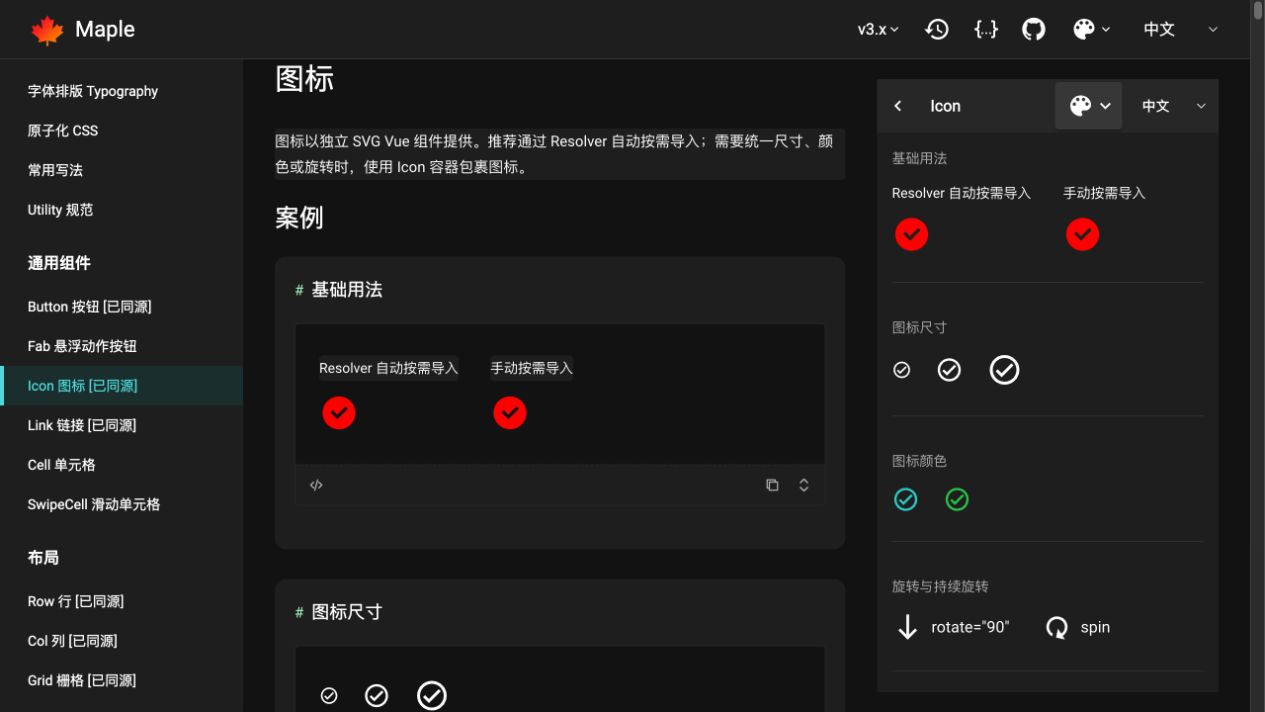 Maple
v3.x
{...}
中文
字体排版 Typography
原子化 CSS
常用写法
Utility 规范
通用组件
Button 按钮 [已同源]
Fab 悬浮动作按钮
Icon 图标 [已同源]
Link 链接 [已同源]
Cell 单元格
SwipeCell 滑动单元格
布局
Row 行 [已同源]
Col 列 [已同源]
Grid 栅格 [已同源]
图标
图标以独立 SVG Vue 组件提供。推荐通过 Resolver 自动按需导入；需要统一尺寸、颜
色或旋转时，使用 Icon 容器包裹图标。
案例
# 基础用法
Resolver 自动按需导入
手动按需导入
# 图标尺寸
Icon
中文
基础用法
Resolver 自动按需导入
手动按需导入
图标尺寸
图标颜色
旋转与持续旋转
rotate="90"
spin